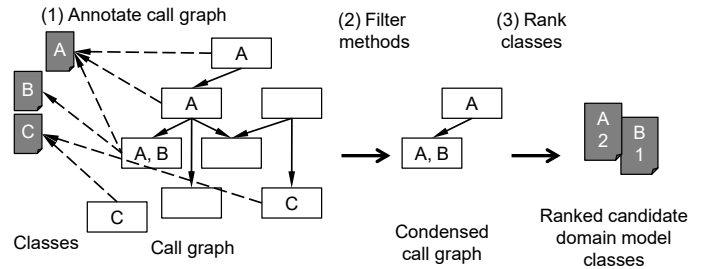 (1) Annotate call graph
(2) Filter
methods
(3) Rank
classes
A
A
B
A
C
A, B
C
C
Classes
Call graph
A
A, B
Condensed
call graph
A
2
B
1
Ranked candidate
domain model
classes